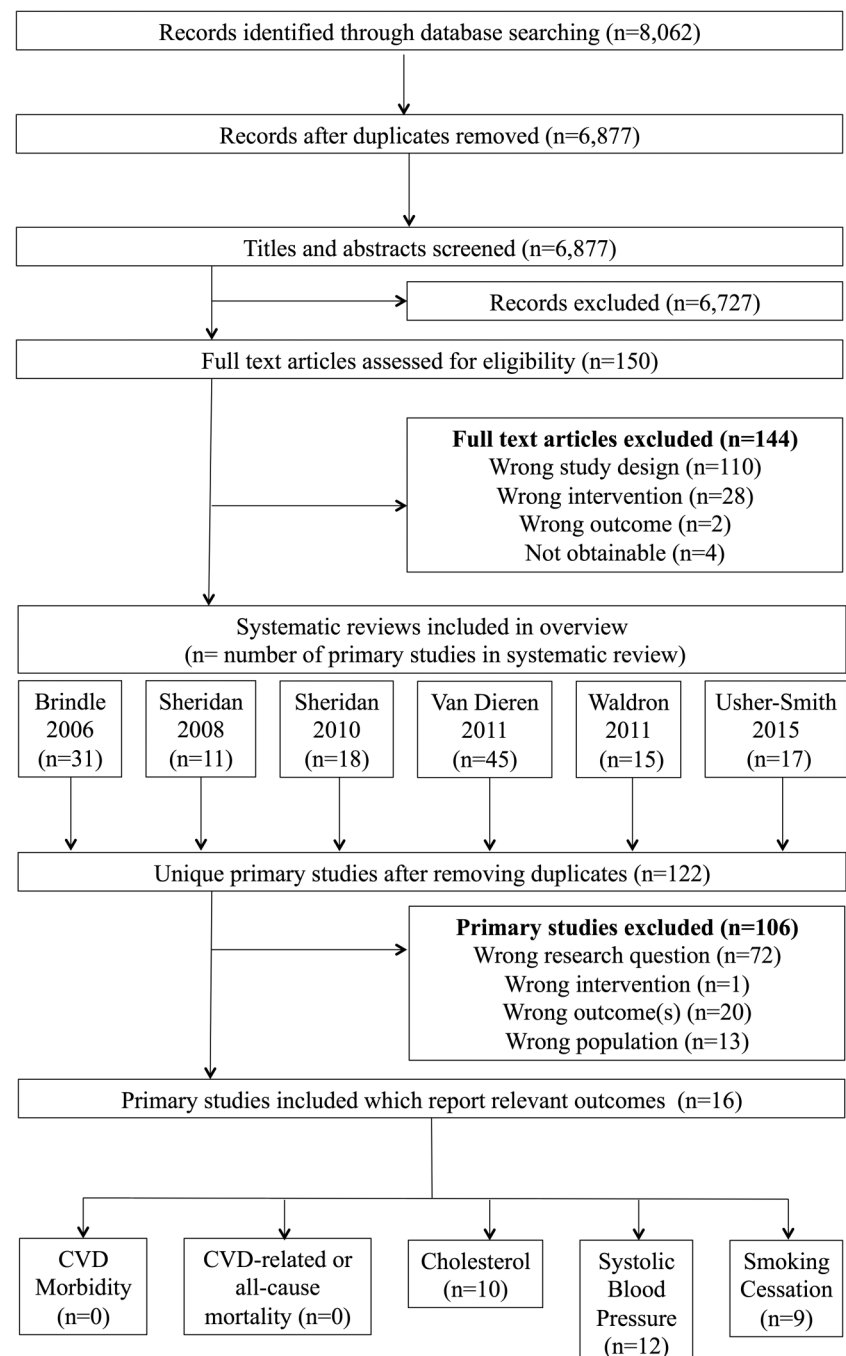 Records identified through database searching (n=8,062)
Records after duplicates removed (n=6,877)
Titles and abstracts screened (n=6,877)
Records excluded (n=6,727)
Full text articles assessed for eligibility (n=150)
Full text articles excluded (n=144)
Wrong study design (n=110)
Wrong intervention (n=28)
Wrong outcome (n=2)
Not obtainable (n=4)
Systematic reviews included in overview
(n= number of primary studies in systematic review)
Brindle
2006
(n=31)
Sheridan
2008
(n=11)
Sheridan
2010
(n=18)
Van Dieren
2011
(n=45)
Waldron
2011
(n=15)
Usher-Smith
2015
(n=17)
Unique primary studies after removing duplicates (n=122)
Primary studies excluded (n=106)
Wrong research question (n=72)
Wrong intervention (n=1)
Wrong outcome(s) (n=20)
Wrong population (n=13)
Primary studies included which report relevant outcomes (n=16)
CVD
Morbidity
(n=0)
CVD-related or
all-cause
mortality (n=0)
Cholesterol
(n=10)
Systolic
Blood
Pressure
(n=12)
Smoking
Cessation
(n=9)